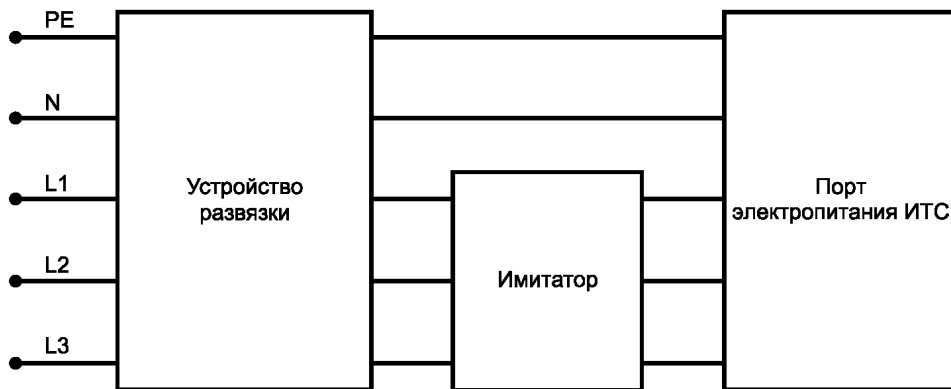 PE
N
L1
L2
L3
Устройство
развязки
Имитатор
Порт
электропитания ИТС